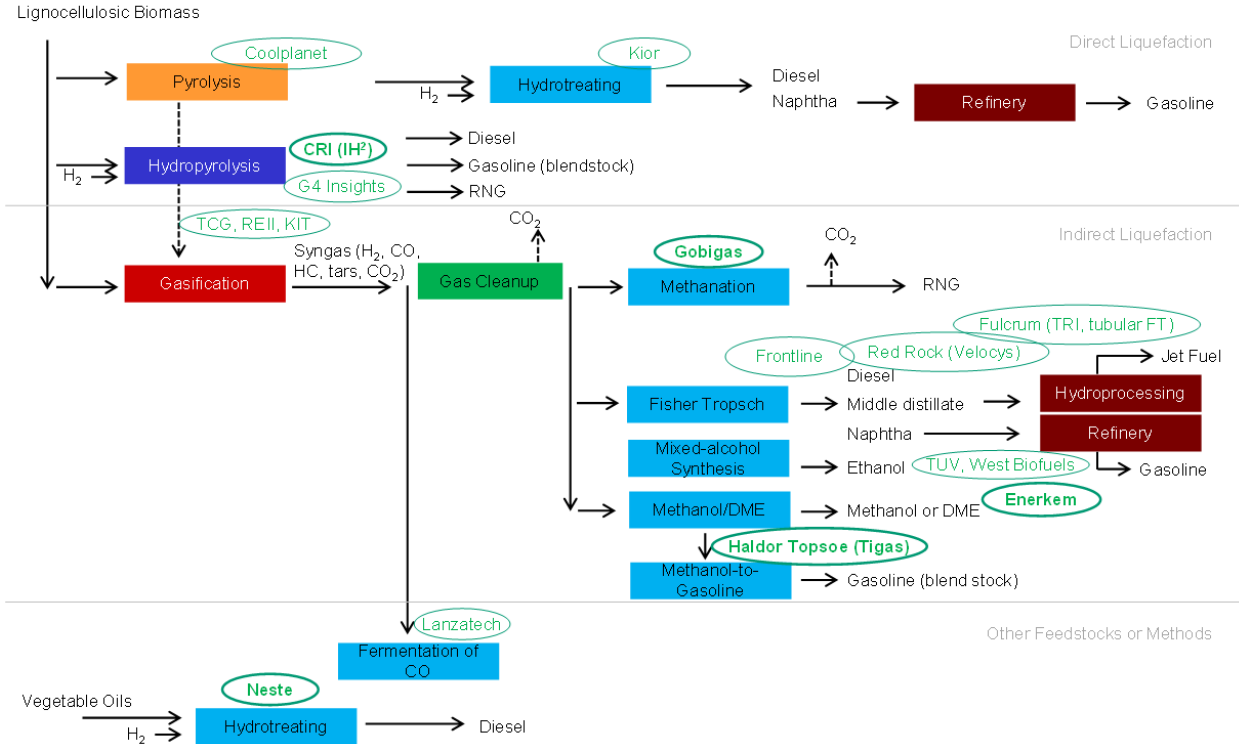 Lignocellulosic Biomass
Direct Liquefaction
Coolplanet
Kior
Pyrolysis
H2
Hydrotreating
Diesel
Naphtha
Refinery
Gasoline
H2
Hydropyrolysis
CRI (IH²)
G4 Insights
Diesel
Gasoline (blendstock)
RNG
Indirect Liquefaction
TCG, REII, KIT
Gasification
Syngas (H2, CO,
HC, tars, CO2)
CO2
Gas Cleanup
Gobigas
Methanation
CO2
RNG
Fulcrum (TRI, tubular FT)
Frontline
Red Rock (Velocys)
Jet Fuel
Fisher Tropsch
Diesel
Middle distillate
Naphtha
Hydroprocessing
Refinery
Gasoline
Mixed-alcohol
Synthesis
Ethanol
TUV, West Biofuels
Methanol/DME
Methanol or DME
Enerkem
Haldor Topsoe (Tigas)
Methanol-to-
Gasoline
Gasoline (blend stock)
Other Feedstocks or Methods
Lanzatech
Fermentation of
CO
Vegetable Oils
H2
Neste
Hydrotreating
Diesel